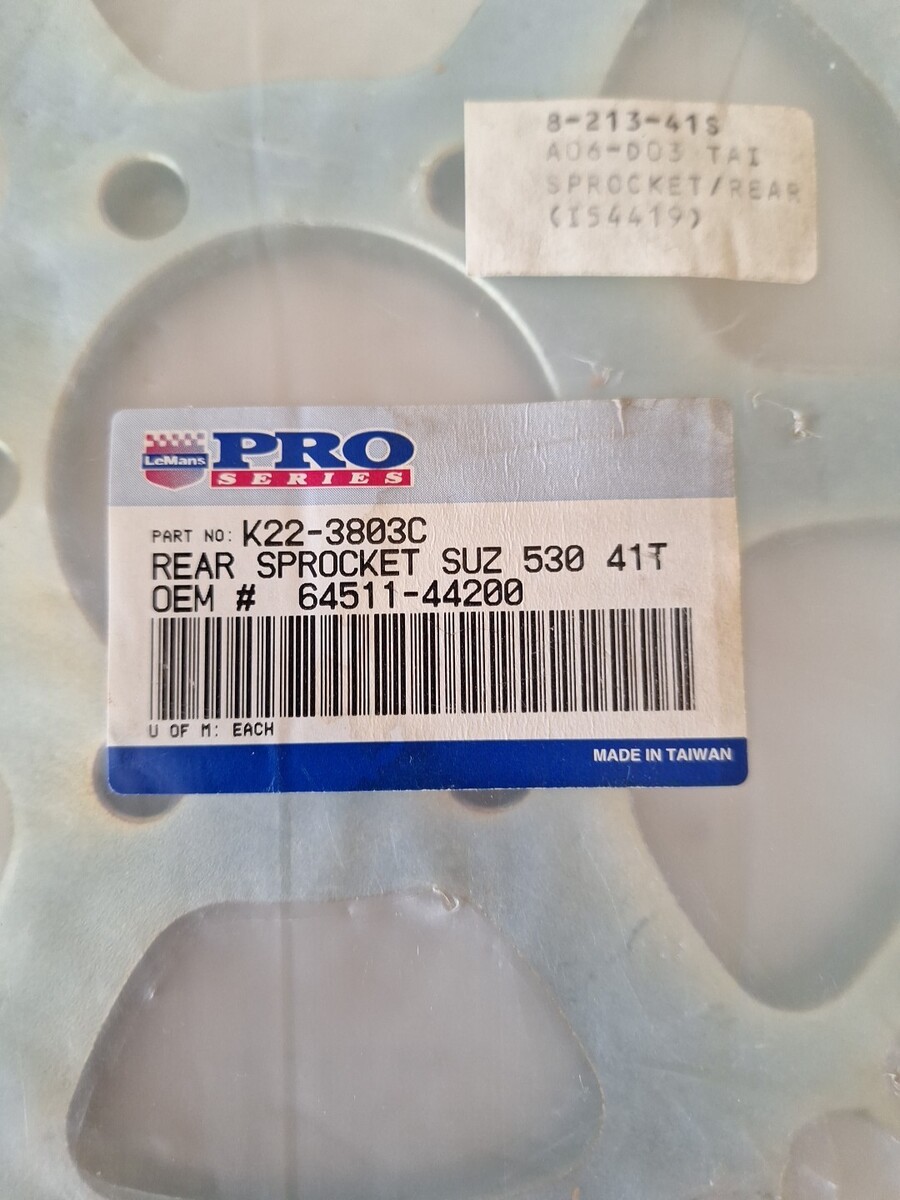 8-213-41S
A06-D03 TAI
SPROCKET/REAR
(I54419)
LeMans
PRO
SERIES
PART NO: K22-3803C
REAR SPROCKET SUZ 530 41T
OEM # 64511-44200
U OF M: EACH
MADE IN TAIWAN